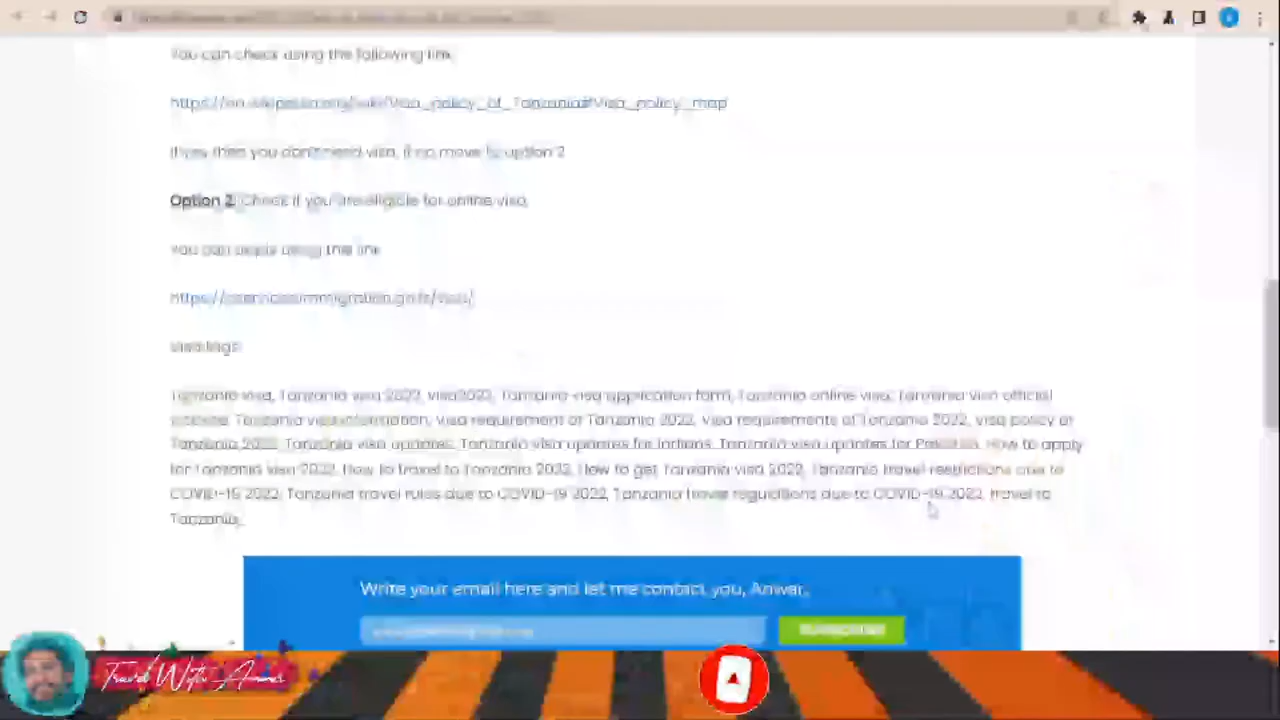 You can check using the following link
https://en.wikipedia.org/wiki/Visa_policy_of_Tanzania#Visa_policy_map
If yes then you don't need visa, if no move to option 2
Option 2: Check if you are eligible for online visa,
You can apply using this link
https://eservices.immigration.go.tz/visa/
visa tags:
Tanzania visa, Tanzania visa 2022, visa2022, Tanzania visa application form, Tanzania online visa, Tanzania visa official
website, Tanzania visa information, visa requirement of Tanzania 2022, visa requirements of Tanzania 2022, visa policy of
Tanzania 2022, Tanzania visa updates, Tanzania visa updates for Indians, Tanzania visa updates for Pakistan, How to apply
for Tanzania visa 2022, How to travel to Tanzania 2022, How to get Tanzania visa 2022, Tanzania travel restrictions due to
COVID-19 2022, Tanzania travel rules due to COVID-19 2022, Tanzania travel regulations due to COVID-19 2022, travel to
Tanzania,
Write your email here and let me contact you, Anwar,
Travel With Anwar